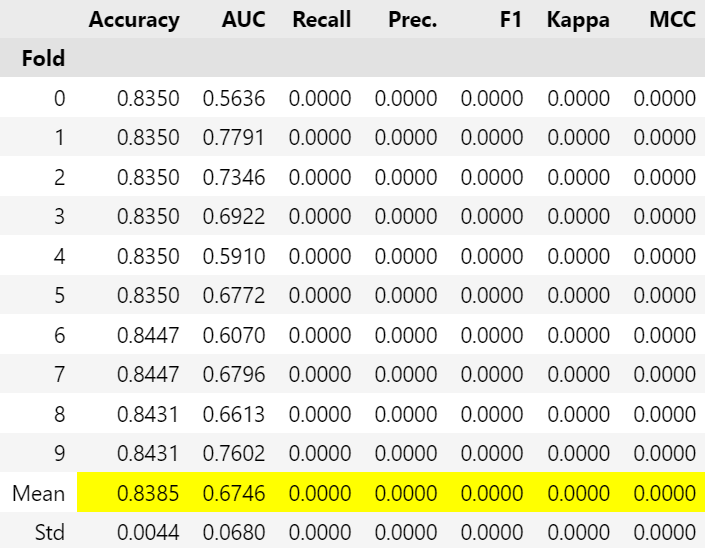 Accuracy AUC Recall Prec. F1 Kappa MCC
Fold
0 0.8350 0.5636 0.0000 0.0000 0.0000 0.0000 0.0000
1 0.8350 0.7791 0.0000 0.0000 0.0000 0.0000 0.0000
2 0.8350 0.7346 0.0000 0.0000 0.0000 0.0000 0.0000
3 0.8350 0.6922 0.0000 0.0000 0.0000 0.0000 0.0000
4 0.8350 0.5910 0.0000 0.0000 0.0000 0.0000 0.0000
5 0.8350 0.6772 0.0000 0.0000 0.0000 0.0000 0.0000
6 0.8447 0.6070 0.0000 0.0000 0.0000 0.0000 0.0000
7 0.8447 0.6796 0.0000 0.0000 0.0000 0.0000 0.0000
8 0.8431 0.6613 0.0000 0.0000 0.0000 0.0000 0.0000
9 0.8431 0.7602 0.0000 0.0000 0.0000 0.0000 0.0000
Mean 0.8385 0.6746 0.0000 0.0000 0.0000 0.0000 0.0000
Std 0.0044 0.0680 0.0000 0.0000 0.0000 0.0000 0.0000